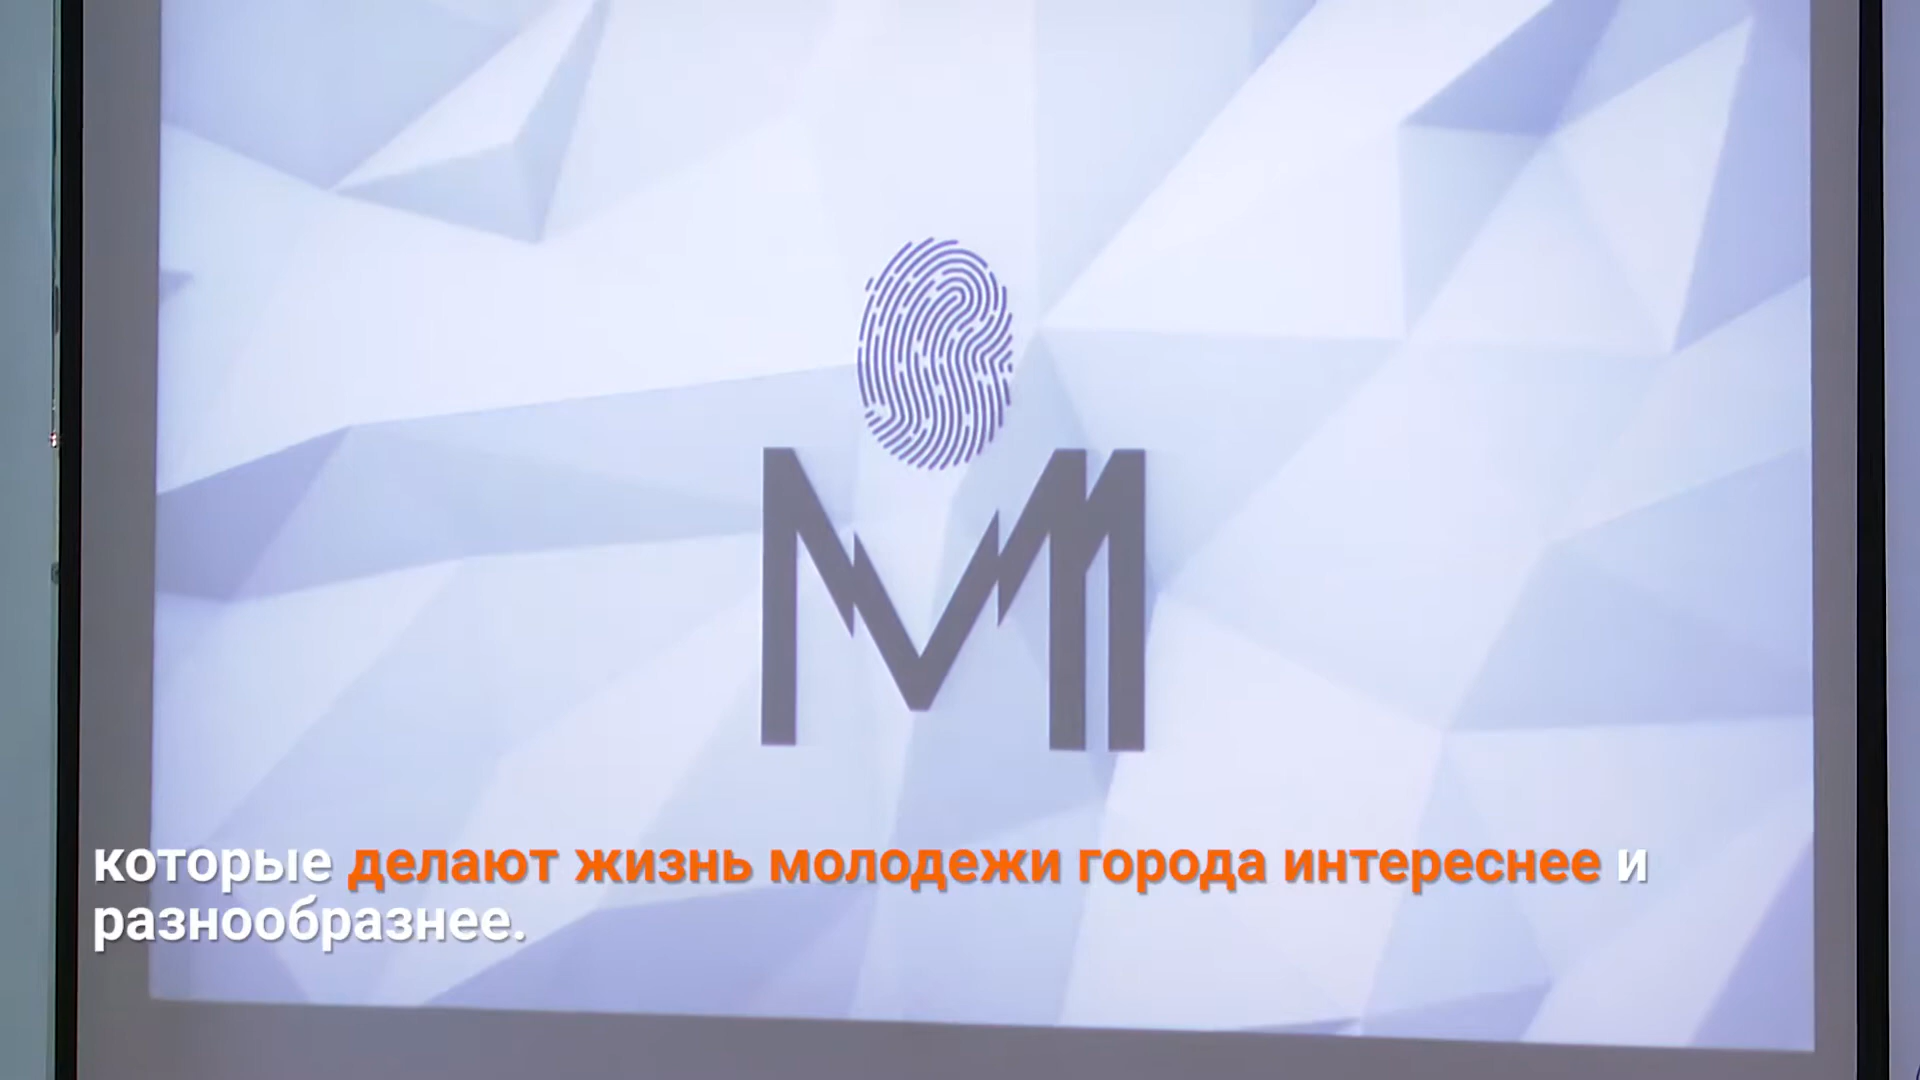 которые делают жизнь молодежи города интереснее и
разнообразнее.